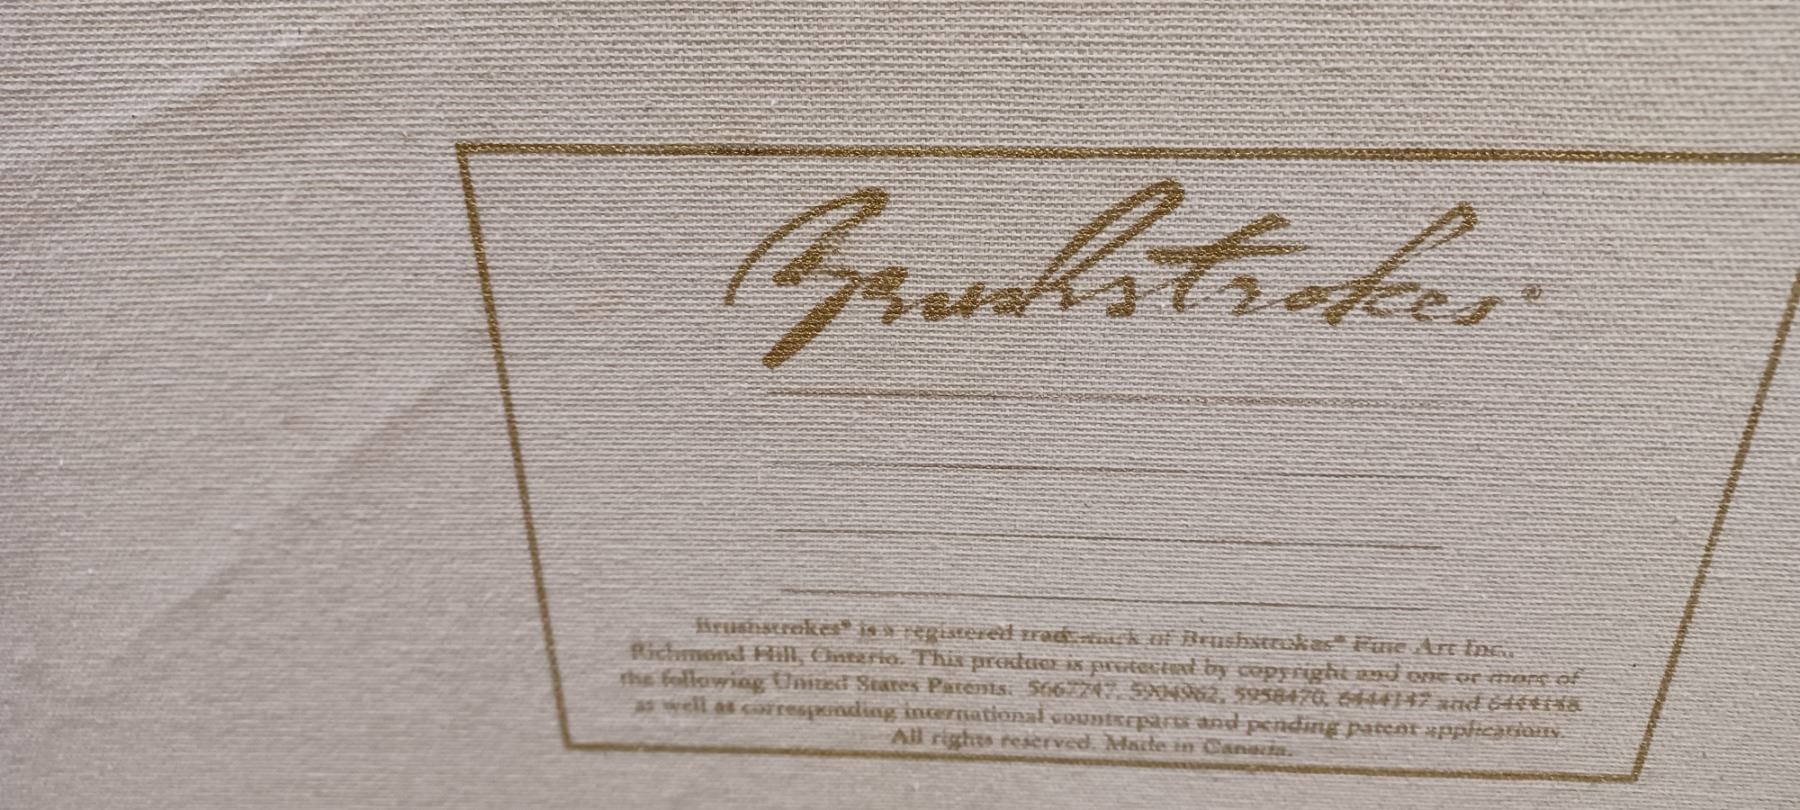 Brushstrokes®
Brushstrokes® is a registered trademark of Brushstrokes® Fine Art Inc.,
Richmond Hill, Ontario. This product is protected by copyright and one or more of
the following United States Patents: 5667747, 5904962, 5958470, 6444147 and 6444148
as well as corresponding international counterparts and pending patent applications.
All rights reserved. Made in Canada.